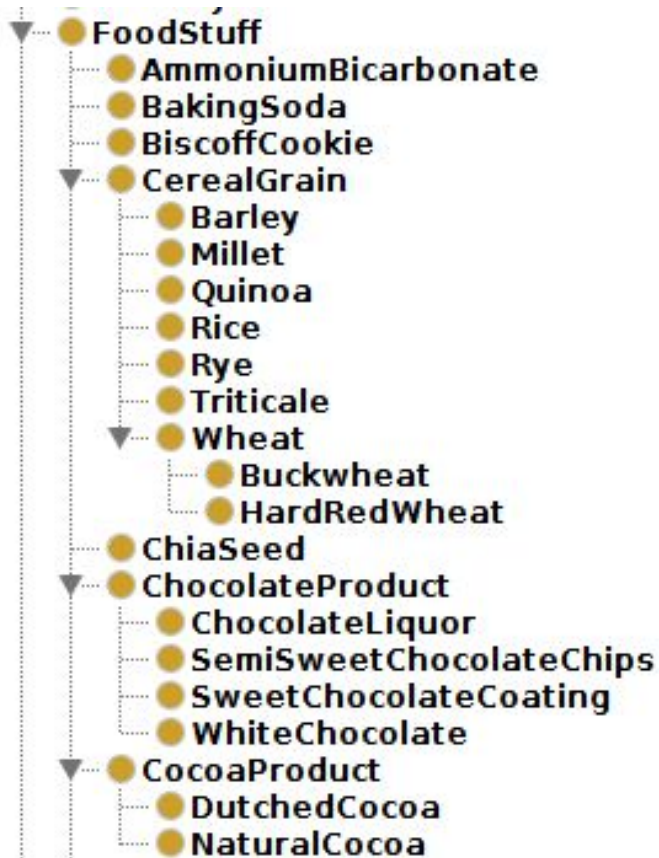 FoodStuff
AmmoniumBicarbonate
BakingSoda
BiscoffCookie
CerealGrain
Barley
Millet
Quinoa
Rice
Rye
Triticale
Wheat
Buckwheat
HardRedWheat
ChiaSeed
ChocolateProduct
ChocolateLiquor
SemiSweetChocolateChips
SweetChocolateCoating
WhiteChocolate
CocoaProduct
DutchedCocoa
NaturalCocoa